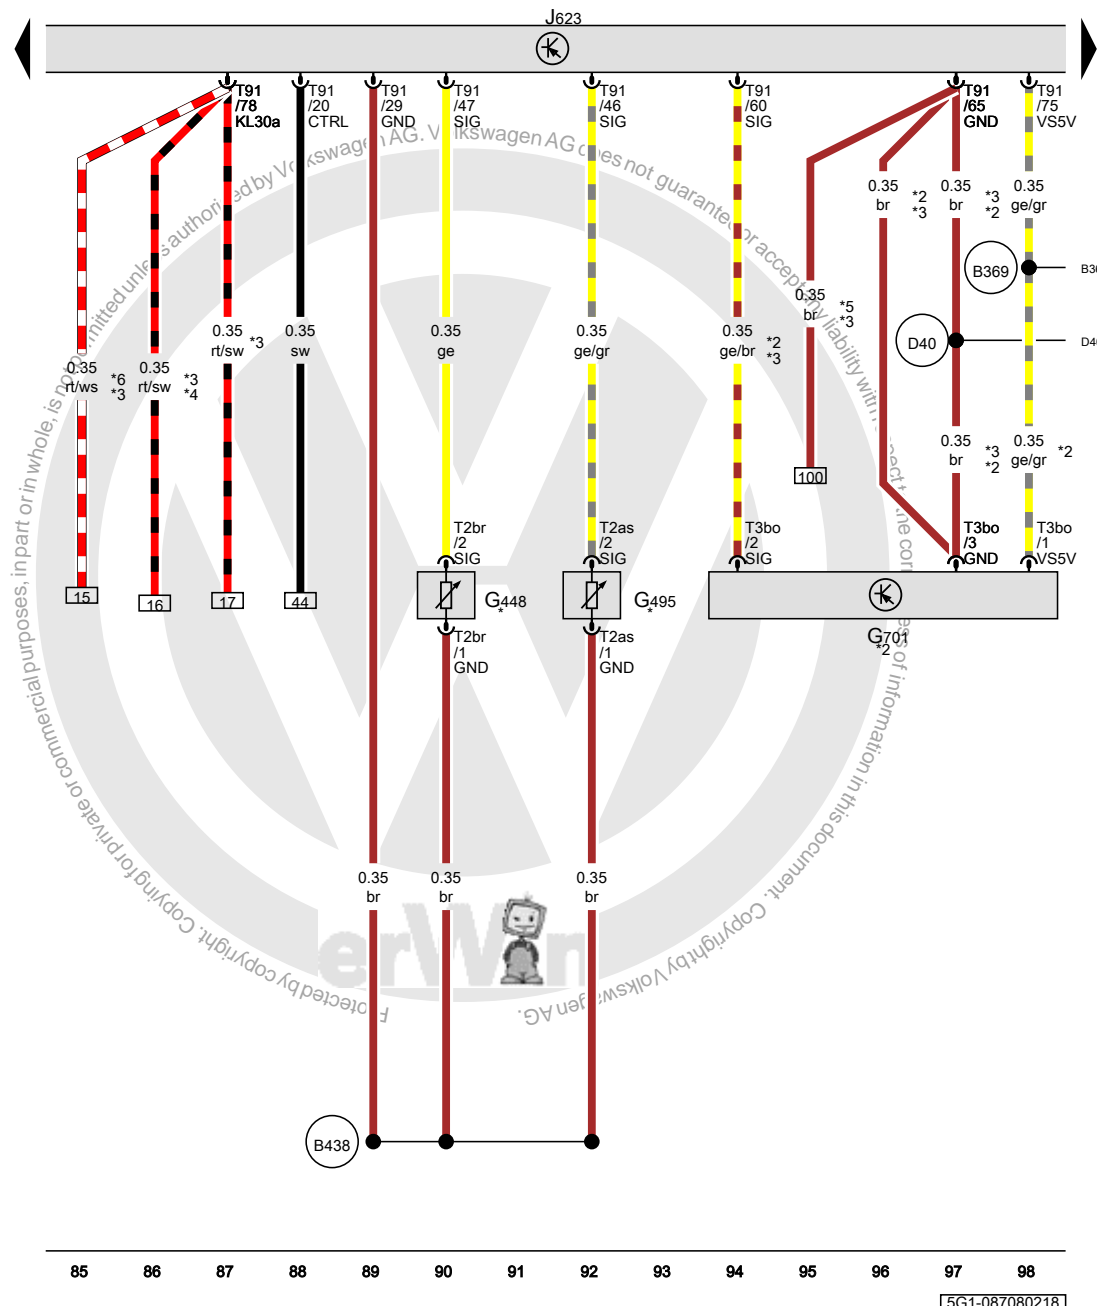 J623
T91
/78
KL30a
T91
/20
CTRL
T91
/29
GND
T91
/47
SIG
T91
/46
SIG
T91
/60
SIG
T91
/65
GND
T91
/75
VS5V
0.35
br
*2
*3
0.35
br
*3
*2
0.35
ge/gr
B369
D40
0.35
br
*5
*3
0.35
rt/ws
*6
*3
0.35
rt/sw
*3
*4
0.35
rt/sw
*3
0.35
sw
0.35
ge
0.35
ge/gr
0.35
ge/br
*2
*3
0.35
br
*3
*2
0.35
ge/gr
*2
100
T2br
/2
SIG
T2as
/2
SIG
T3bo
/2
SIG
T3bo
/3
GND
T3bo
/1
VS5V
15
16
17
44
G448
*
G495
*
G701
*2
T2br
/1
GND
T2as
/1
GND
0.35
br
0.35
br
0.35
br
erWin
B438
85 86 87 88 89 90 91 92 93 94 95 96 97 98
5G1-087080218